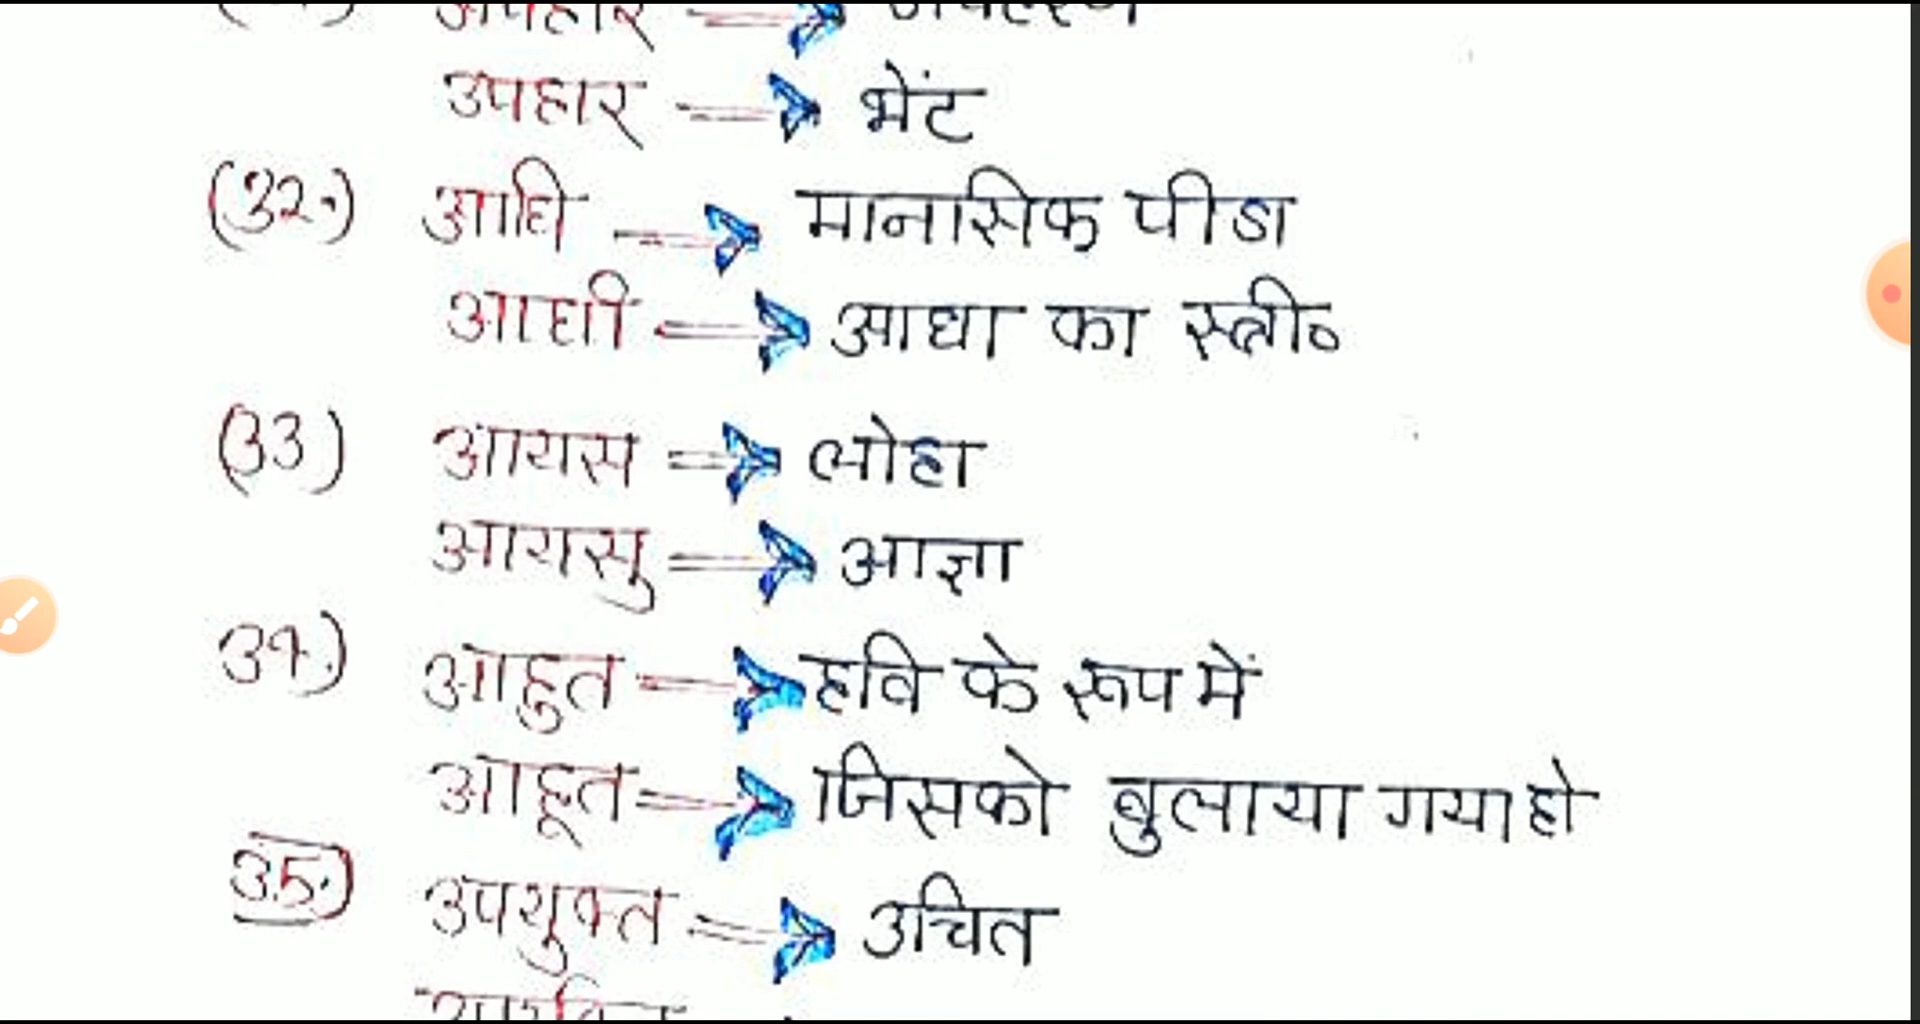 उपहार → भेंट
(32.) आधि → मानसिक पीडा
आधी → आधा का स्त्री०
(33) आयस → लोहा
आयसु → आज्ञा
34.) आहुत → हवि के रूप में
आहूत → जिसको बुलाया गया हो
35.) उपयुक्त → उचित